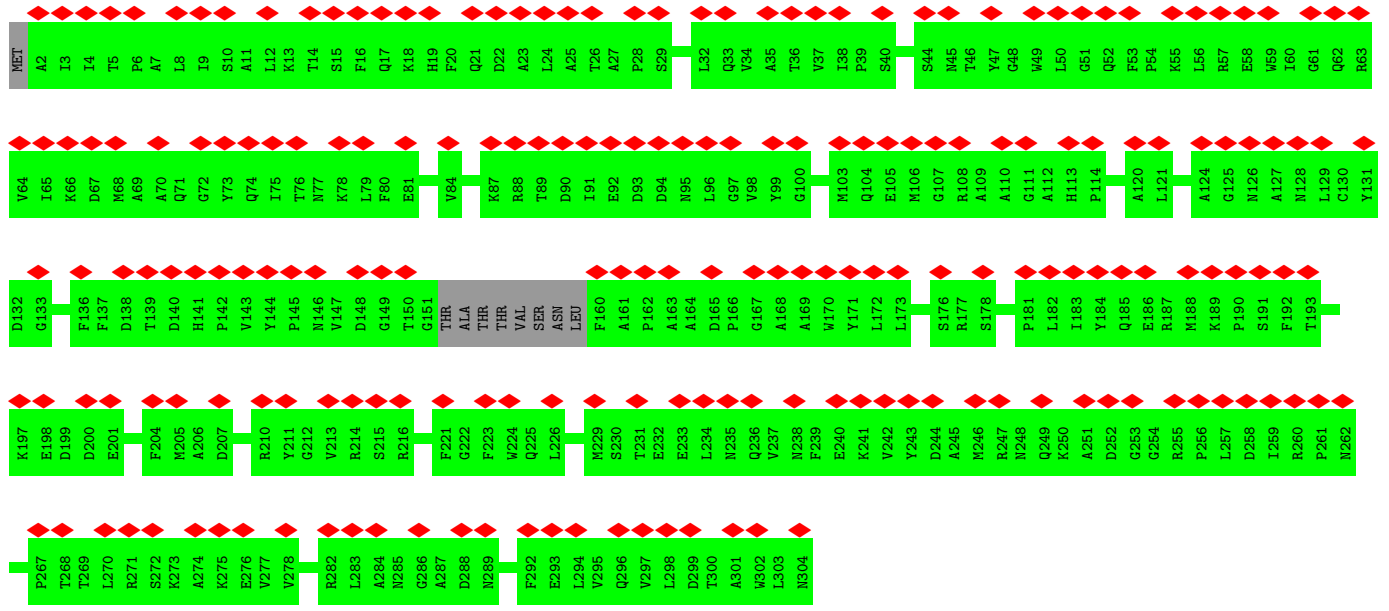 MET A2 I3 I4 T5 P6 A7 L8 I9 S10 A11 L12 K13 T14 S15 F16 Q17 K18 H19 F20 Q21 D22 A23 L24 A25 T26 A27 P28 S29 L32 Q33 V34 A35 T36 V37 I38 P39 S40 S44 N45 T46 Y47 G48 W49 L50 G51 Q52 F53 P54 K55 L56 R57 E58 W59 I60 G61 Q62 R63
V64 I65 K66 D67 M68 A69 A70 Q71 G72 Y73 Q74 I75 T76 N77 K78 L79 F80 E81 V84 K87 R88 T89 D90 I91 E92 D93 D94 N95 L96 G97 V98 Y99 G100 M103 Q104 E105 M106 G107 R108 A109 A110 G111 A112 H113 P114 A120 L121 A124 G125 N126 A127 N128 L129 C130 Y131
D132 G133 F136 F137 D138 T139 D140 H141 P142 V143 Y144 P145 N146 V147 D148 G149 T150 G151 THR ALA THR THR VAL SER ASN LEU F160 A161 P162 A163 A164 D165 P166 G167 A168 A169 W170 Y171 L172 L173 S176 R177 S178 P181 L182 I183 Y184 Q185 E186 R187 M188 K189 P190 S191 F192 T193
K197 E198 D199 D200 E201 F204 M205 A206 D207 R210 Y211 G212 V213 R214 S215 R216 F221 G222 F223 W224 Q225 L226 M229 S230 T231 E232 E233 L234 N235 Q236 V237 N238 F239 E240 K241 V242 Y243 D244 A245 M246 R247 N248 Q249 K250 A251 D252 G253 G254 R255 P256 L257 D258 I259 R260 P261 N262
P267 T268 T269 L270 R271 S272 K273 A274 K275 E276 V277 V278 R282 L283 A284 N285 G286 A287 D288 N289 F292 E293 L294 V295 Q296 V297 L298 D299 T300 A301 W302 L303 N304